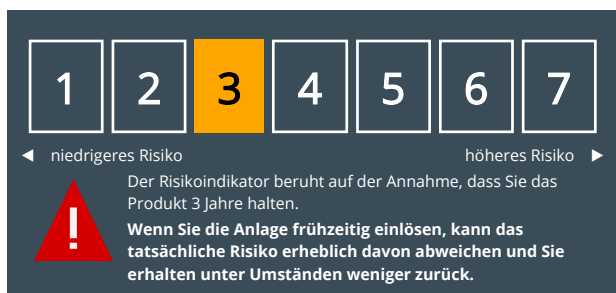 1 2 3 4 5 6 7
◄ niedrigeres Risiko höheres Risiko ►
Der Risikoindikator beruht auf der Annahme, dass Sie das
Produkt 3 Jahre halten.
Wenn Sie die Anlage frühzeitig einlösen, kann das
tatsächliche Risiko erheblich davon abweichen und Sie
erhalten unter Umständen weniger zurück.
!